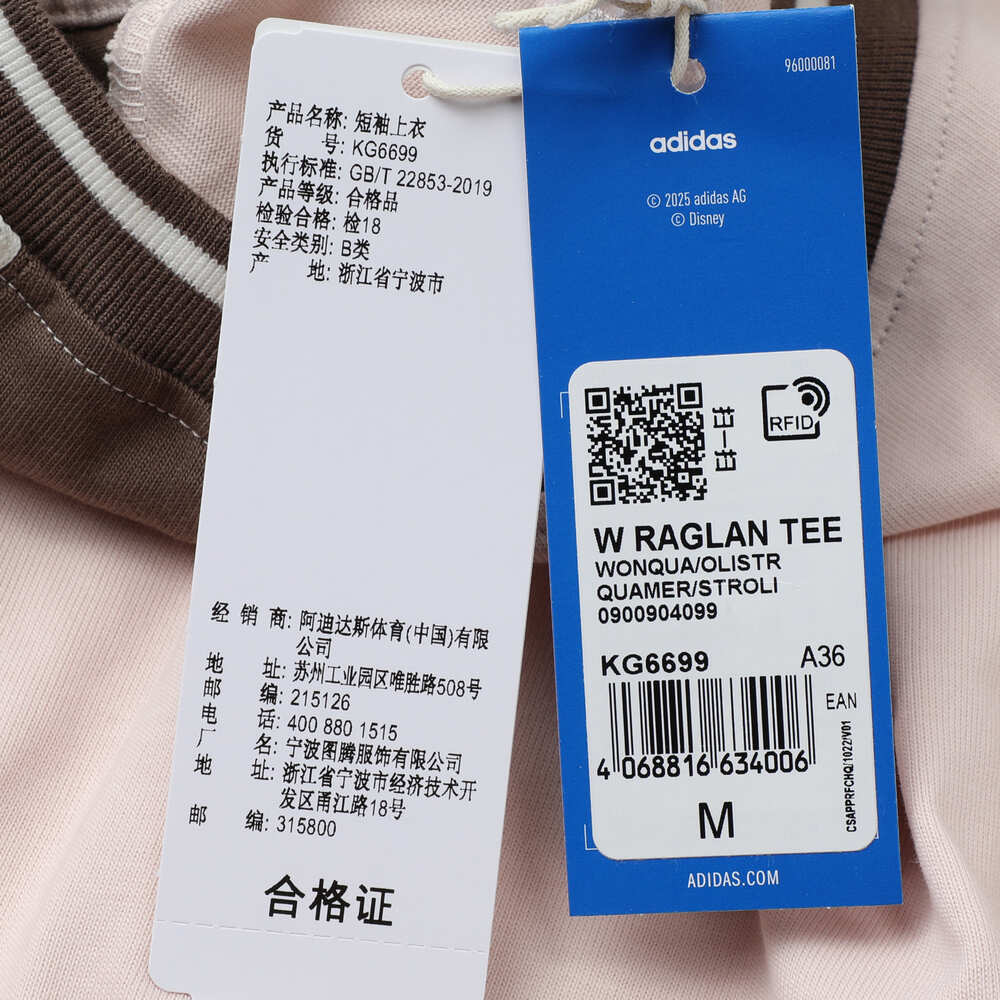 产品名称: 短袖上衣
货 号: KG6699
执行标准: GB/T 22853-2019
产品等级: 合格品
检验合格: 检18
安全类别: B类
产 地: 浙江省宁波市
经 销 商: 阿迪达斯体育(中国)有限
公司
地 址: 苏州工业园区唯胜路508号
邮 编: 215126
电 话: 400 880 1515
厂 名: 宁波图腾服饰有限公司
地 址: 浙江省宁波市经济技术开
发区甬江路18号
邮 编: 315800
合格证
96000081
adidas
© 2025 adidas AG
© Disney
扫一扫
RFID
W RAGLAN TEE
WONQUA/OLISTR
QUAMER/STROLI
0900904099
KG6699 A36
EAN
4 068816 634006
M
CSAPPRFCHQ/1022/V01
ADIDAS.COM